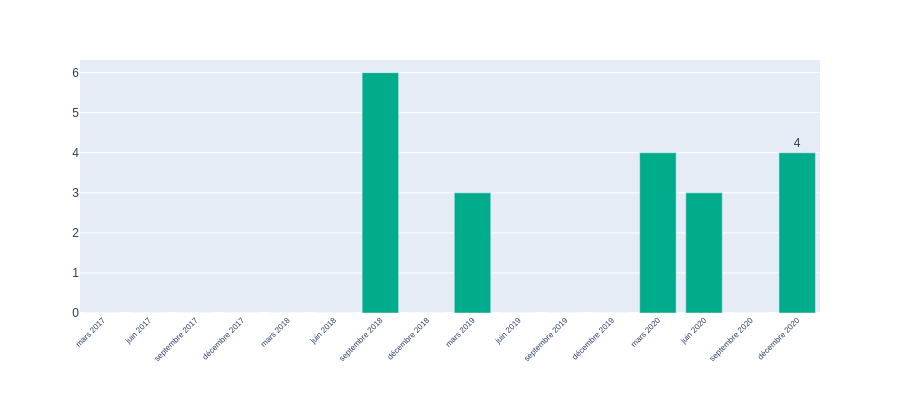 6
5
4
4
3
2
1
0
mars 2017
juin 2017
septembre 2017
décembre 2017
mars 2018
juin 2018
septembre 2018
décembre 2018
mars 2019
juin 2019
septembre 2019
décembre 2019
mars 2020
juin 2020
septembre 2020
décembre 2020